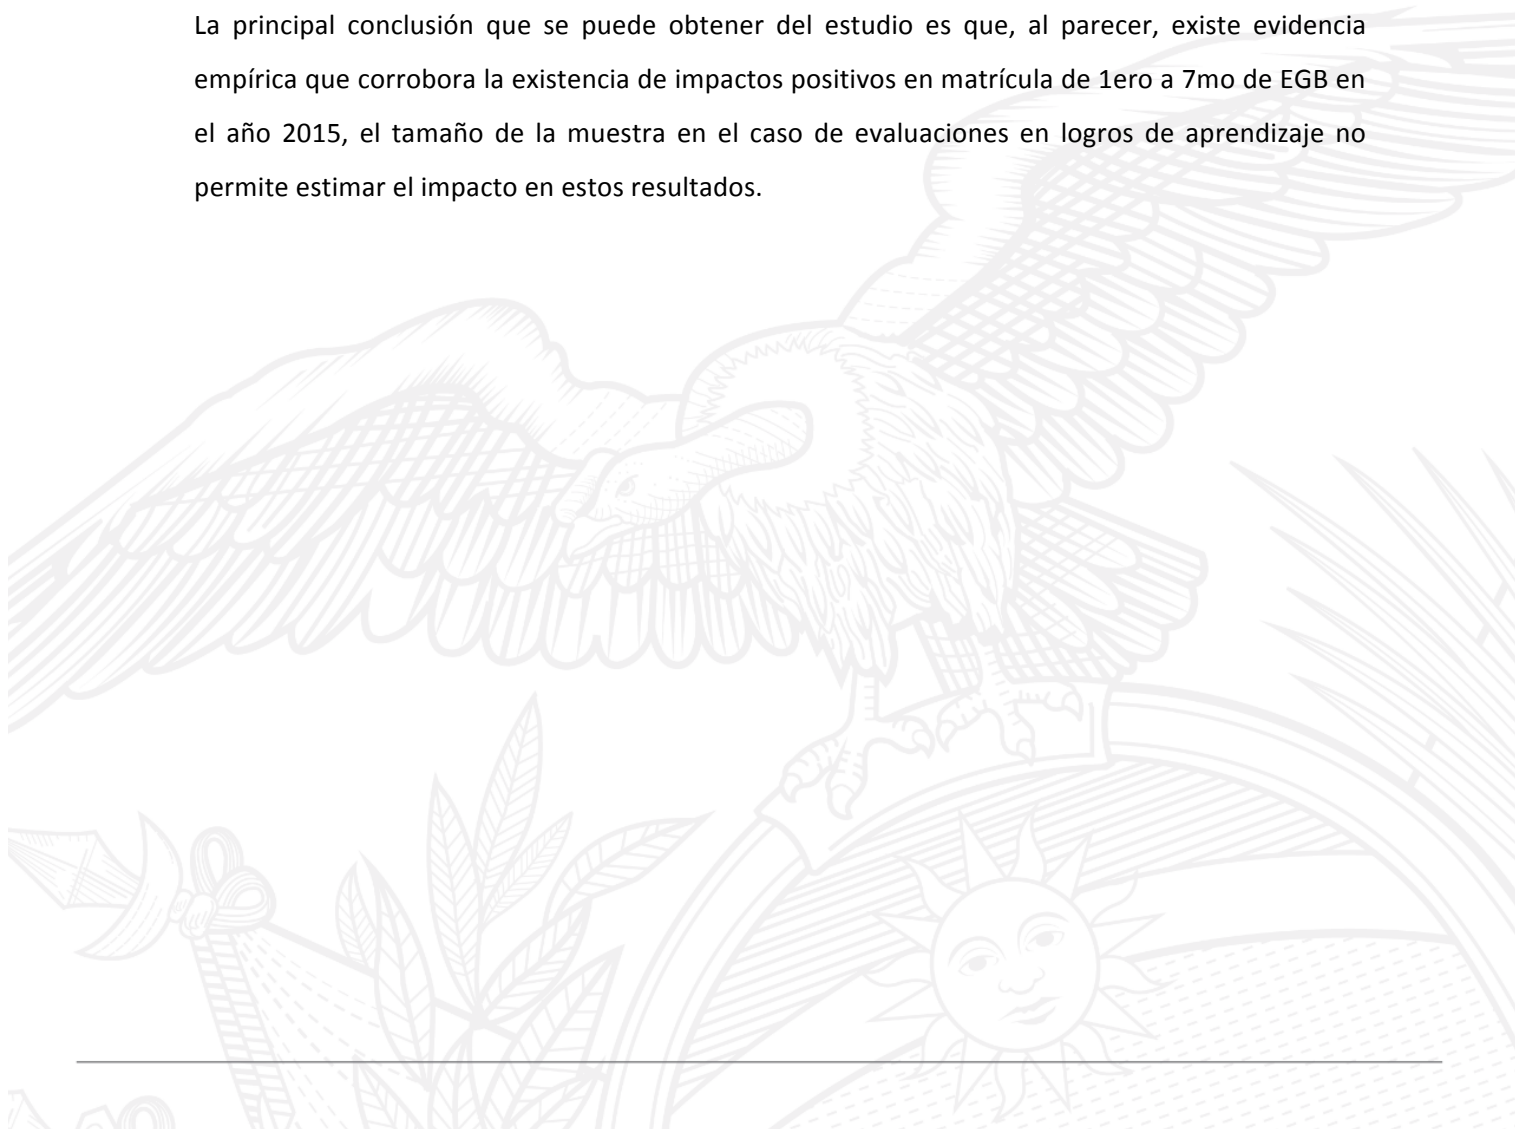 La principal conclusión que se puede obtener del estudio es que, al parecer, existe evidencia
empírica que corrobora la existencia de impactos positivos en matrícula de 1ero a 7mo de EGB en
el año 2015, el tamaño de la muestra en el caso de evaluaciones en logros de aprendizaje no
permite estimar el impacto en estos resultados.